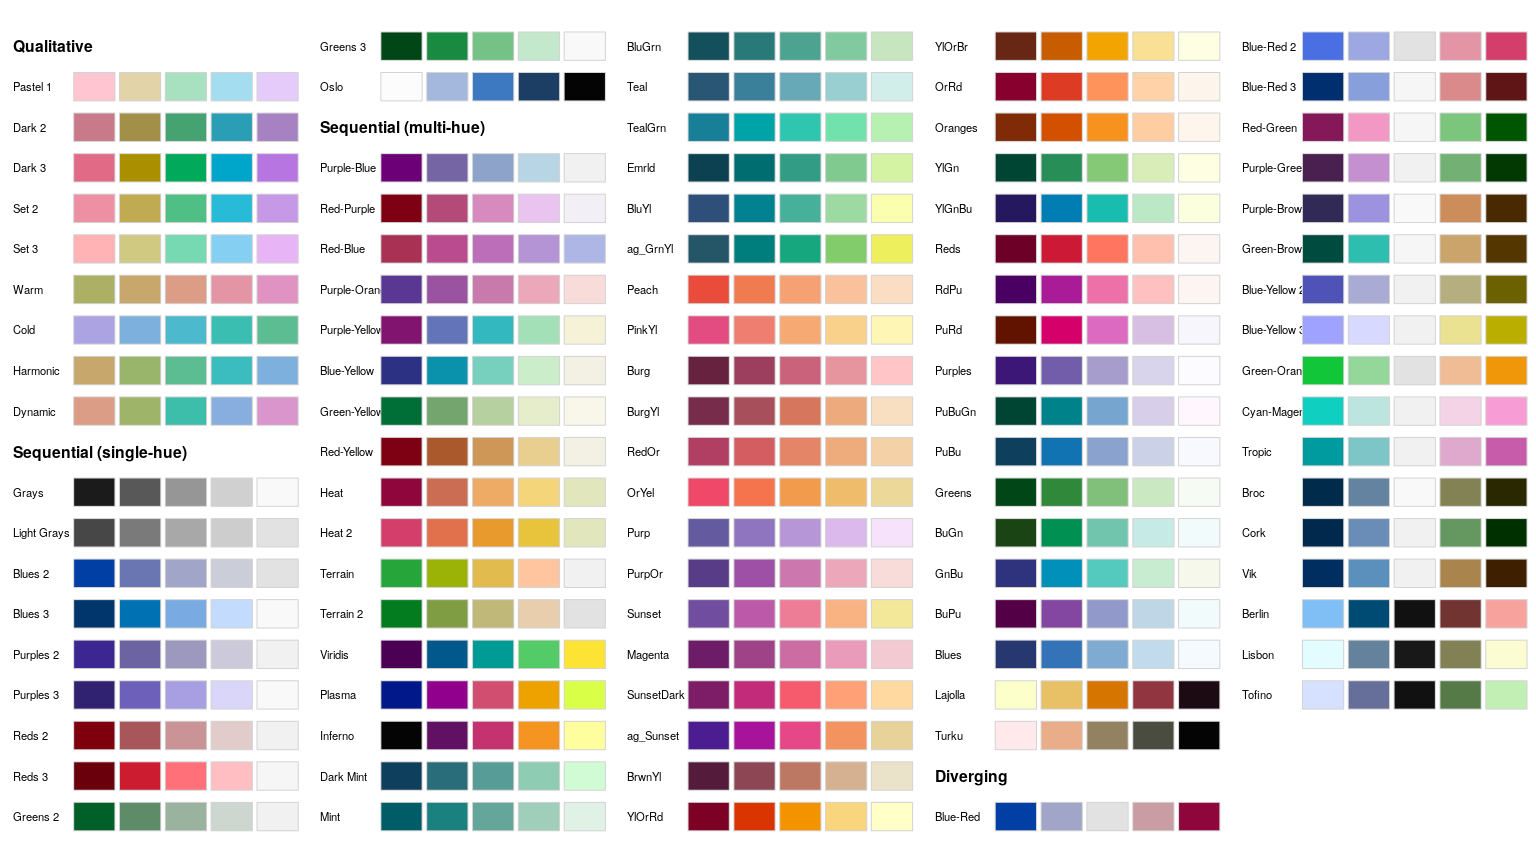 Qualitative
Pastel 1
Dark 2
Dark 3
Set 2
Set 3
Warm
Cold
Harmonic
Dynamic
Sequential (single-hue)
Grays
Light Grays
Blues 2
Blues 3
Purples 2
Purples 3
Reds 2
Reds 3
Greens 2
Greens 3
Oslo
Sequential (multi-hue)
Purple-Blue
Red-Purple
Red-Blue
Purple-Oran
Purple-Yellow
Blue-Yellow
Green-Yellow
Red-Yellow
Heat
Heat 2
Terrain
Terrain 2
Viridis
Plasma
Inferno
Dark Mint
Mint
BluGrn
Teal
TealGrn
Emrld
BluYl
ag_GrnYl
Peach
PinkYl
Burg
BurgYl
RedOr
OrYel
Purp
PurpOr
Sunset
Magenta
SunsetDark
ag_Sunset
BrwnYl
YlOrRd
YlOrBr
OrRd
Oranges
YlGn
YlGnBu
Reds
RdPu
PuRd
Purples
PuBuGn
PuBu
Greens
BuGn
GnBu
BuPu
Blues
Lajolla
Turku
Diverging
Blue-Red
Blue-Red 2
Blue-Red 3
Red-Green
Purple-Gree
Purple-Brow
Green-Brow
Blue-Yellow 2
Blue-Yellow 3
Green-Oran
Cyan-Magen
Tropic
Broc
Cork
Vik
Berlin
Lisbon
Tofino